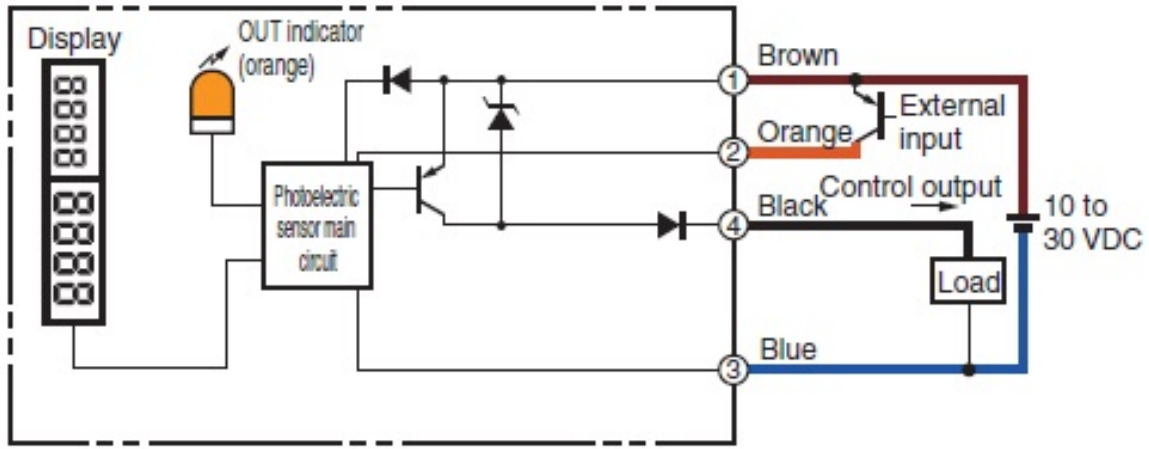 Display
8888
8888
OUT indicator
(orange)
Photoelectric
sensor main
circuit
1
Brown
2
Orange
External
input
4
Black
Control output
Load
10 to
30 VDC
3
Blue